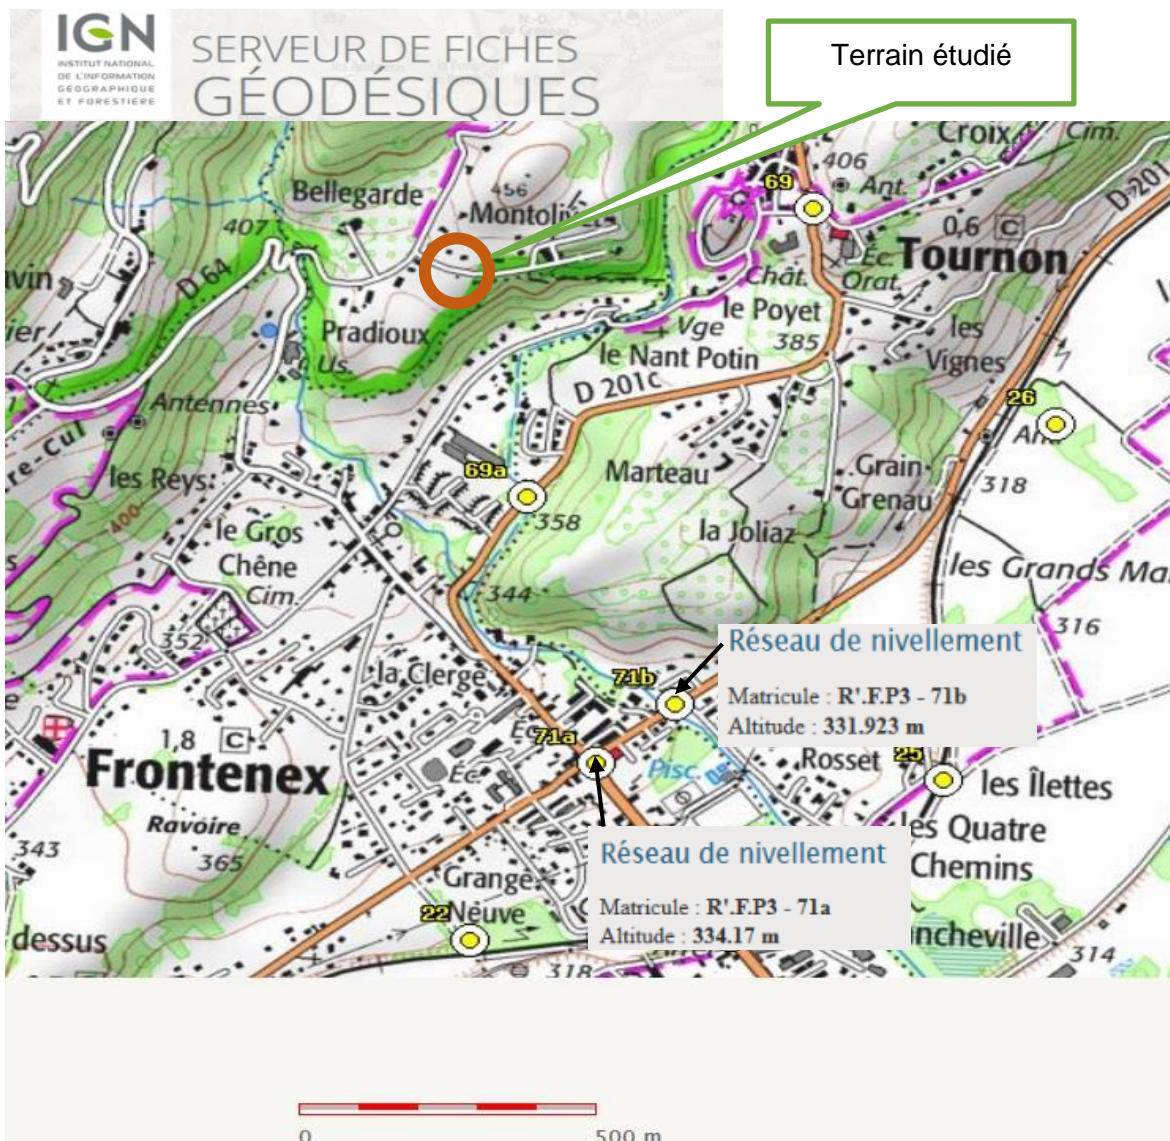 IGN
INSTITUT NATIONAL
DE L'INFORMATION
GÉOGRAPHIQUE
ET FORESTIÈRE
SERVEUR DE FICHES
GÉODÉSIQUES
Terrain étudié
Croix
Cim.
D 201
406
69
Ant.
Bellegarde
456
407
0,6 C
Éc.
Tournon
Orat.
Chât.
D 64
le Poyet
Pradioux
Vge
385
les
Vignes
le Nant Potin
Us.
D 201c
Antennes
26
69a
Marteau
Grain
Grenau
318
les Reys
400
358
le Gros
Chêne
la Joliaz
Cim.
344
316
352
la Clerge
71b
Réseau de nivellement
Matricule : R'.F.P3 - 71b
Altitude : 331.923 m
1,8 C
71a
Frontenex
Éc.
Pisc.
Rosset
25
les Îlettes
Ravoire
343
365
Réseau de nivellement
Matricule : R'.F.P3 - 71a
Altitude : 334.17 m
les Quatre
Chemins
Grange
Neuve
22
dessus
318
314
0
500 m